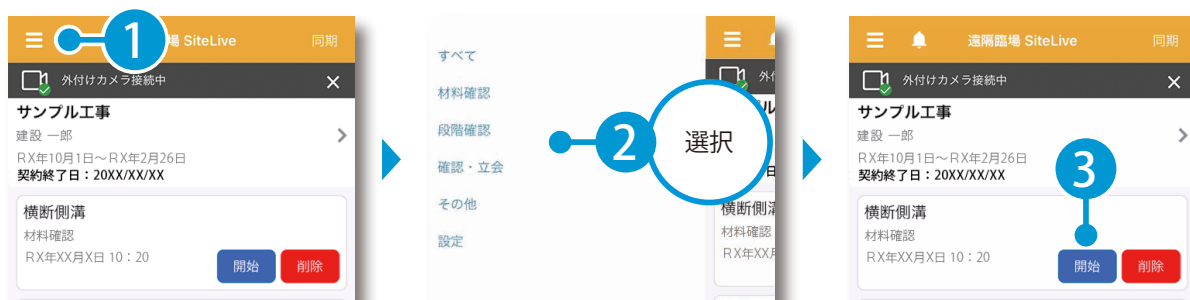 1
場 SiteLive
同期
外付けカメラ接続中
サンプル工事
建設 一郎
RX年10月1日～RX年2月26日
契約終了日：20XX/XX/XX
横断側溝
材料確認
RX年XX月X日 10：20
開始
削除
すべて
材料確認
段階確認
確認・立会
その他
設定
2
選択
外
ル
日
横断側溝
材料確認
RX年XX月
3
遠隔臨場 SiteLive
同期
外付けカメラ接続中
サンプル工事
建設 一郎
RX年10月1日～RX年2月26日
契約終了日：20XX/XX/XX
横断側溝
材料確認
RX年XX月X日 10：20
開始
削除